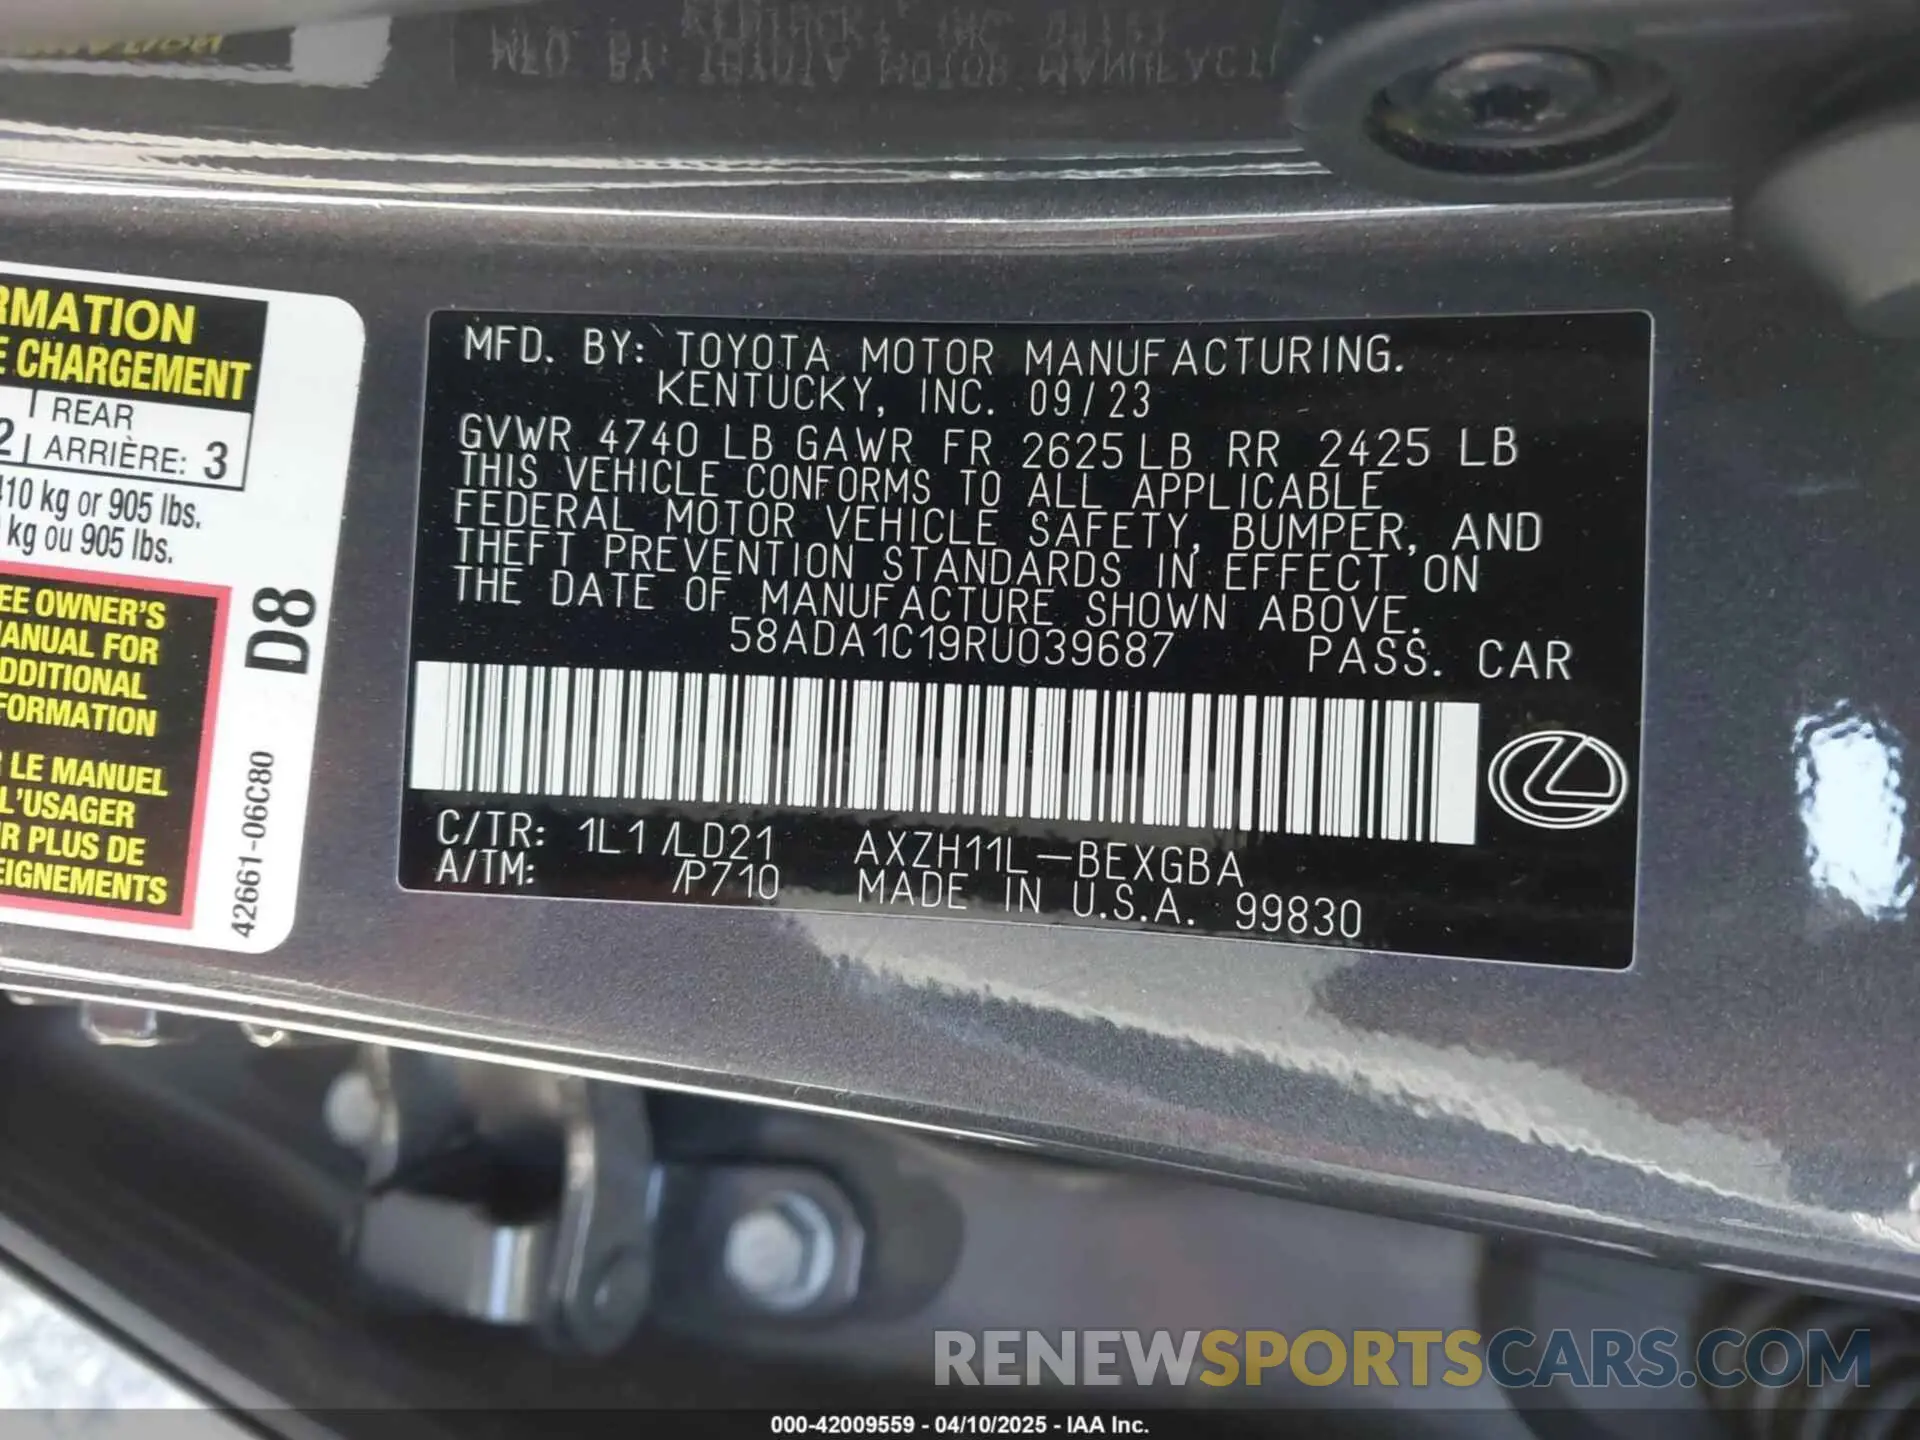 MFD. BY: TOYOTA MOTOR MANUFACTURING.
KENTUCKY, INC. 09/23
GVWR 4740 LB GAWR FR 2625 LB RR 2425 LB
THIS VEHICLE CONFORMS TO ALL APPLICABLE
FEDERAL MOTOR VEHICLE SAFETY, BUMPER, AND
THEFT PREVENTION STANDARDS IN EFFECT ON
THE DATE OF MANUFACTURE SHOWN ABOVE.
58ADA1C19RU039687 PASS. CAR
C/TR: 1L1 /LD21 AXZH11L-BEXGBA
A/TM: /P710 MADE IN U.S.A. 99830
RMATION
E CHARGEMENT
REAR
2 ARRIÈRE: 3
410 kg or 905 lbs.
kg ou 905 lbs.
EE OWNER'S
MANUAL FOR
DDITIONAL
FORMATION
LE MANUEL
L'USAGER
R PLUS DE
EIGNEMENTS
D8
42661-06C80
RENEWSPORTSCARS.COM
000-42009559 - 04/10/2025 - IAA Inc.